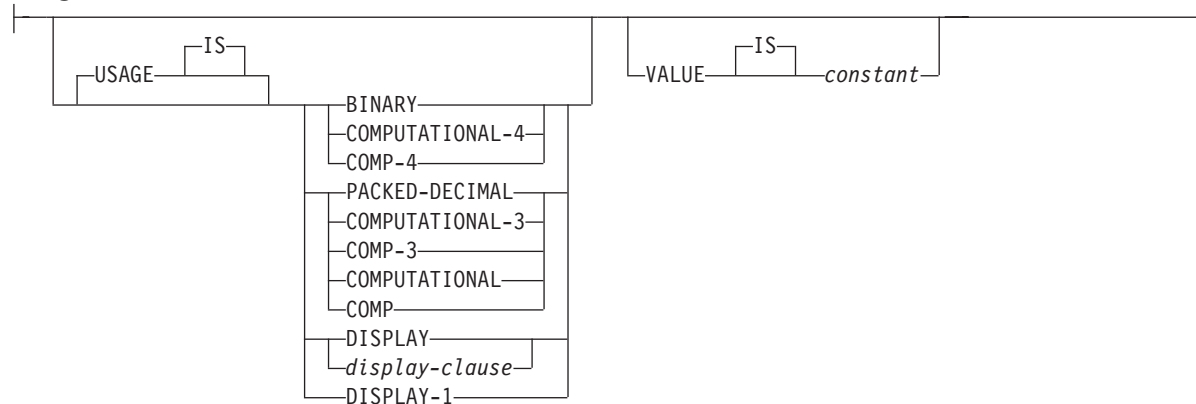 IS IS
USAGE VALUE constant
BINARY
COMPUTATIONAL-4
COMP-4
PACKED-DECIMAL
COMPUTATIONAL-3
COMP-3
COMPUTATIONAL
COMP
DISPLAY
display-clause
DISPLAY-1